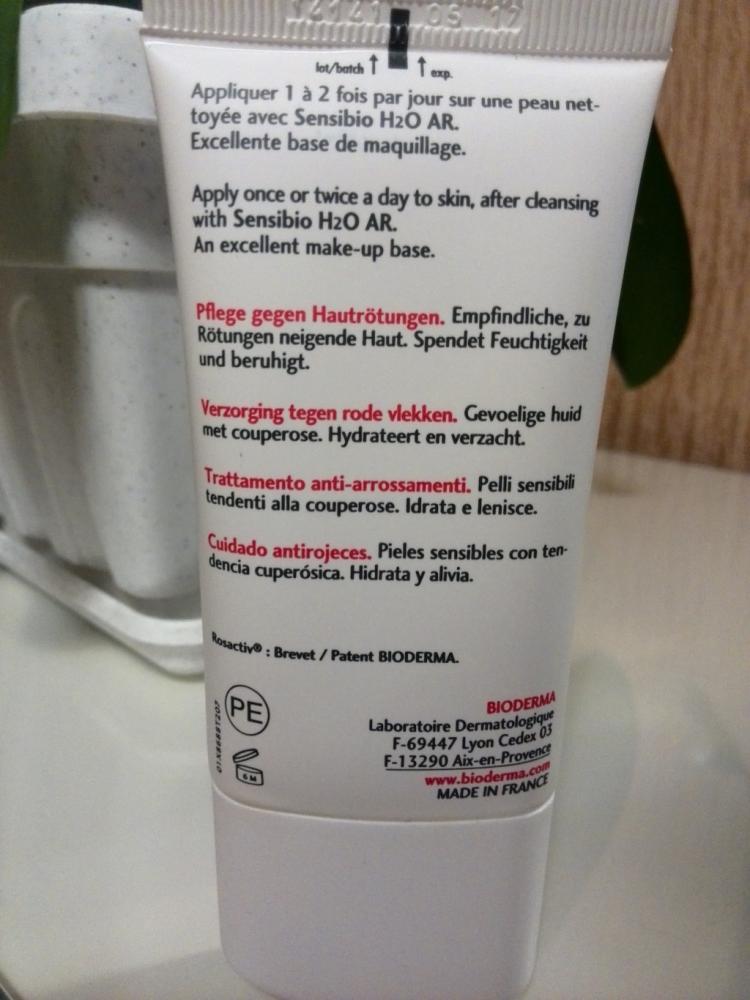 14141 05 17
lot/batch ↑ ↑ exp.
Appliquer 1 à 2 fois par jour sur une peau net-
toyée avec Sensibio H2O AR.
Excellente base de maquillage.
Apply once or twice a day to skin, after cleansing
with Sensibio H2O AR.
An excellent make-up base.
Pflege gegen Hautrötungen. Empfindliche, zu
Rötungen neigende Haut. Spendet Feuchtigkeit
und beruhigt.
Verzorging tegen rode vlekken. Gevoelige huid
met couperose. Hydrateert en verzacht.
Trattamento anti-arrossamenti. Pelli sensibili
tendenti alla couperose. Idrata e lenisce.
Cuidado antirojeces. Pieles sensibles con ten-
dencia cuperósica. Hidrata y alivia.
Rosactiv® : Brevet / Patent BIODERMA.
PE
6 M
BIODERMA
Laboratoire Dermatologique
F-69447 Lyon Cedex 03
F-13290 Aix-en-Provence
www.bioderma.com
MADE IN FRANCE